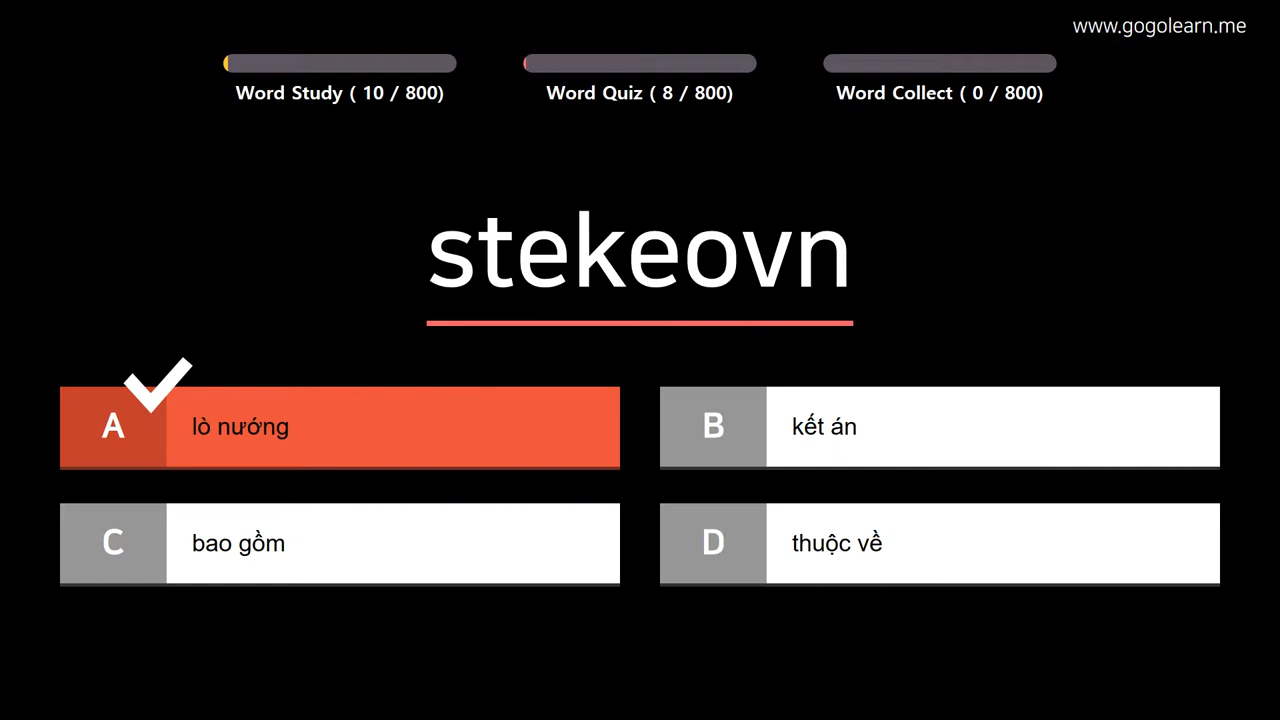 www.gogolearn.me
Word Study ( 10 / 800)
Word Quiz ( 8 / 800)
Word Collect ( 0 / 800)
stekeovn
A lò nướng
B kết án
C bao gồm
D thuộc về